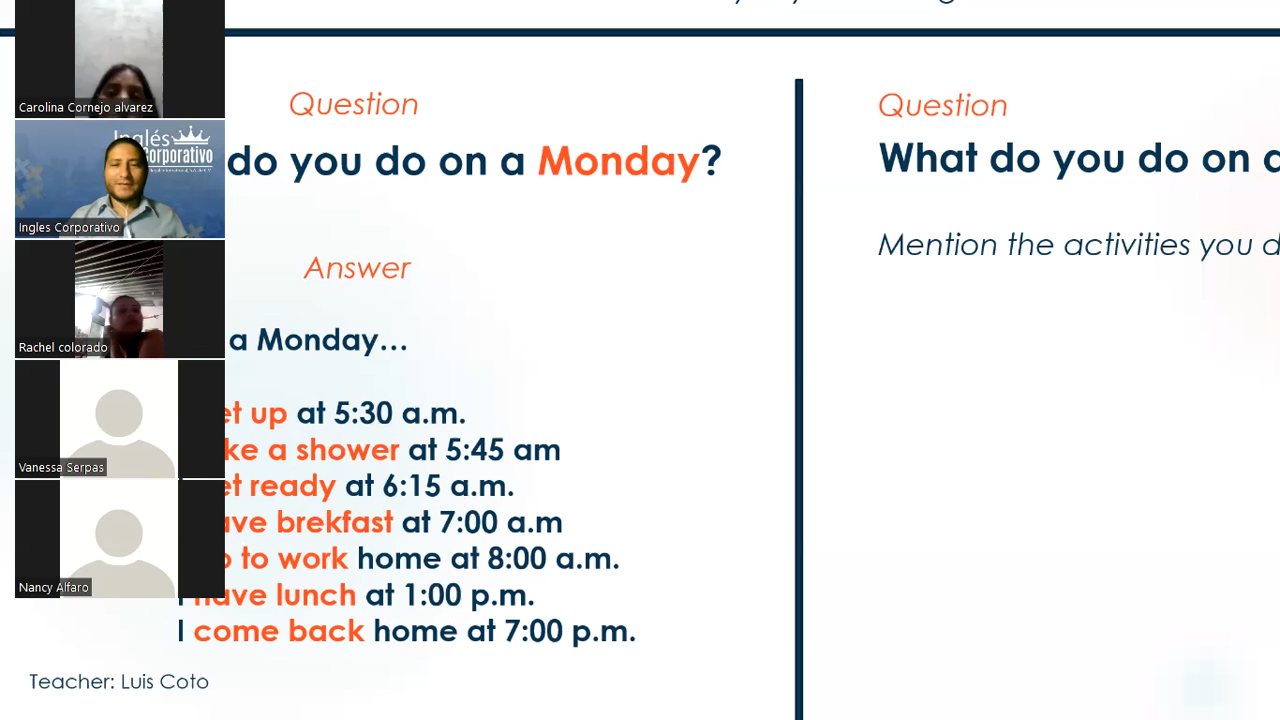 Carolina Cornejo alvarez
Inglés
corporativo
Ingles Corporativo
Rachel colorado
Vanessa Serpas
Nancy Alfaro
Question
do you do on a Monday?
Answer
a Monday...
et up at 5:30 a.m.
ke a shower at 5:45 am
et ready at 6:15 a.m.
ave brekfast at 7:00 a.m
o to work home at 8:00 a.m.
I have lunch at 1:00 p.m.
I come back home at 7:00 p.m.
Teacher: Luis Coto
Question
What do you do on a
Mention the activities you d